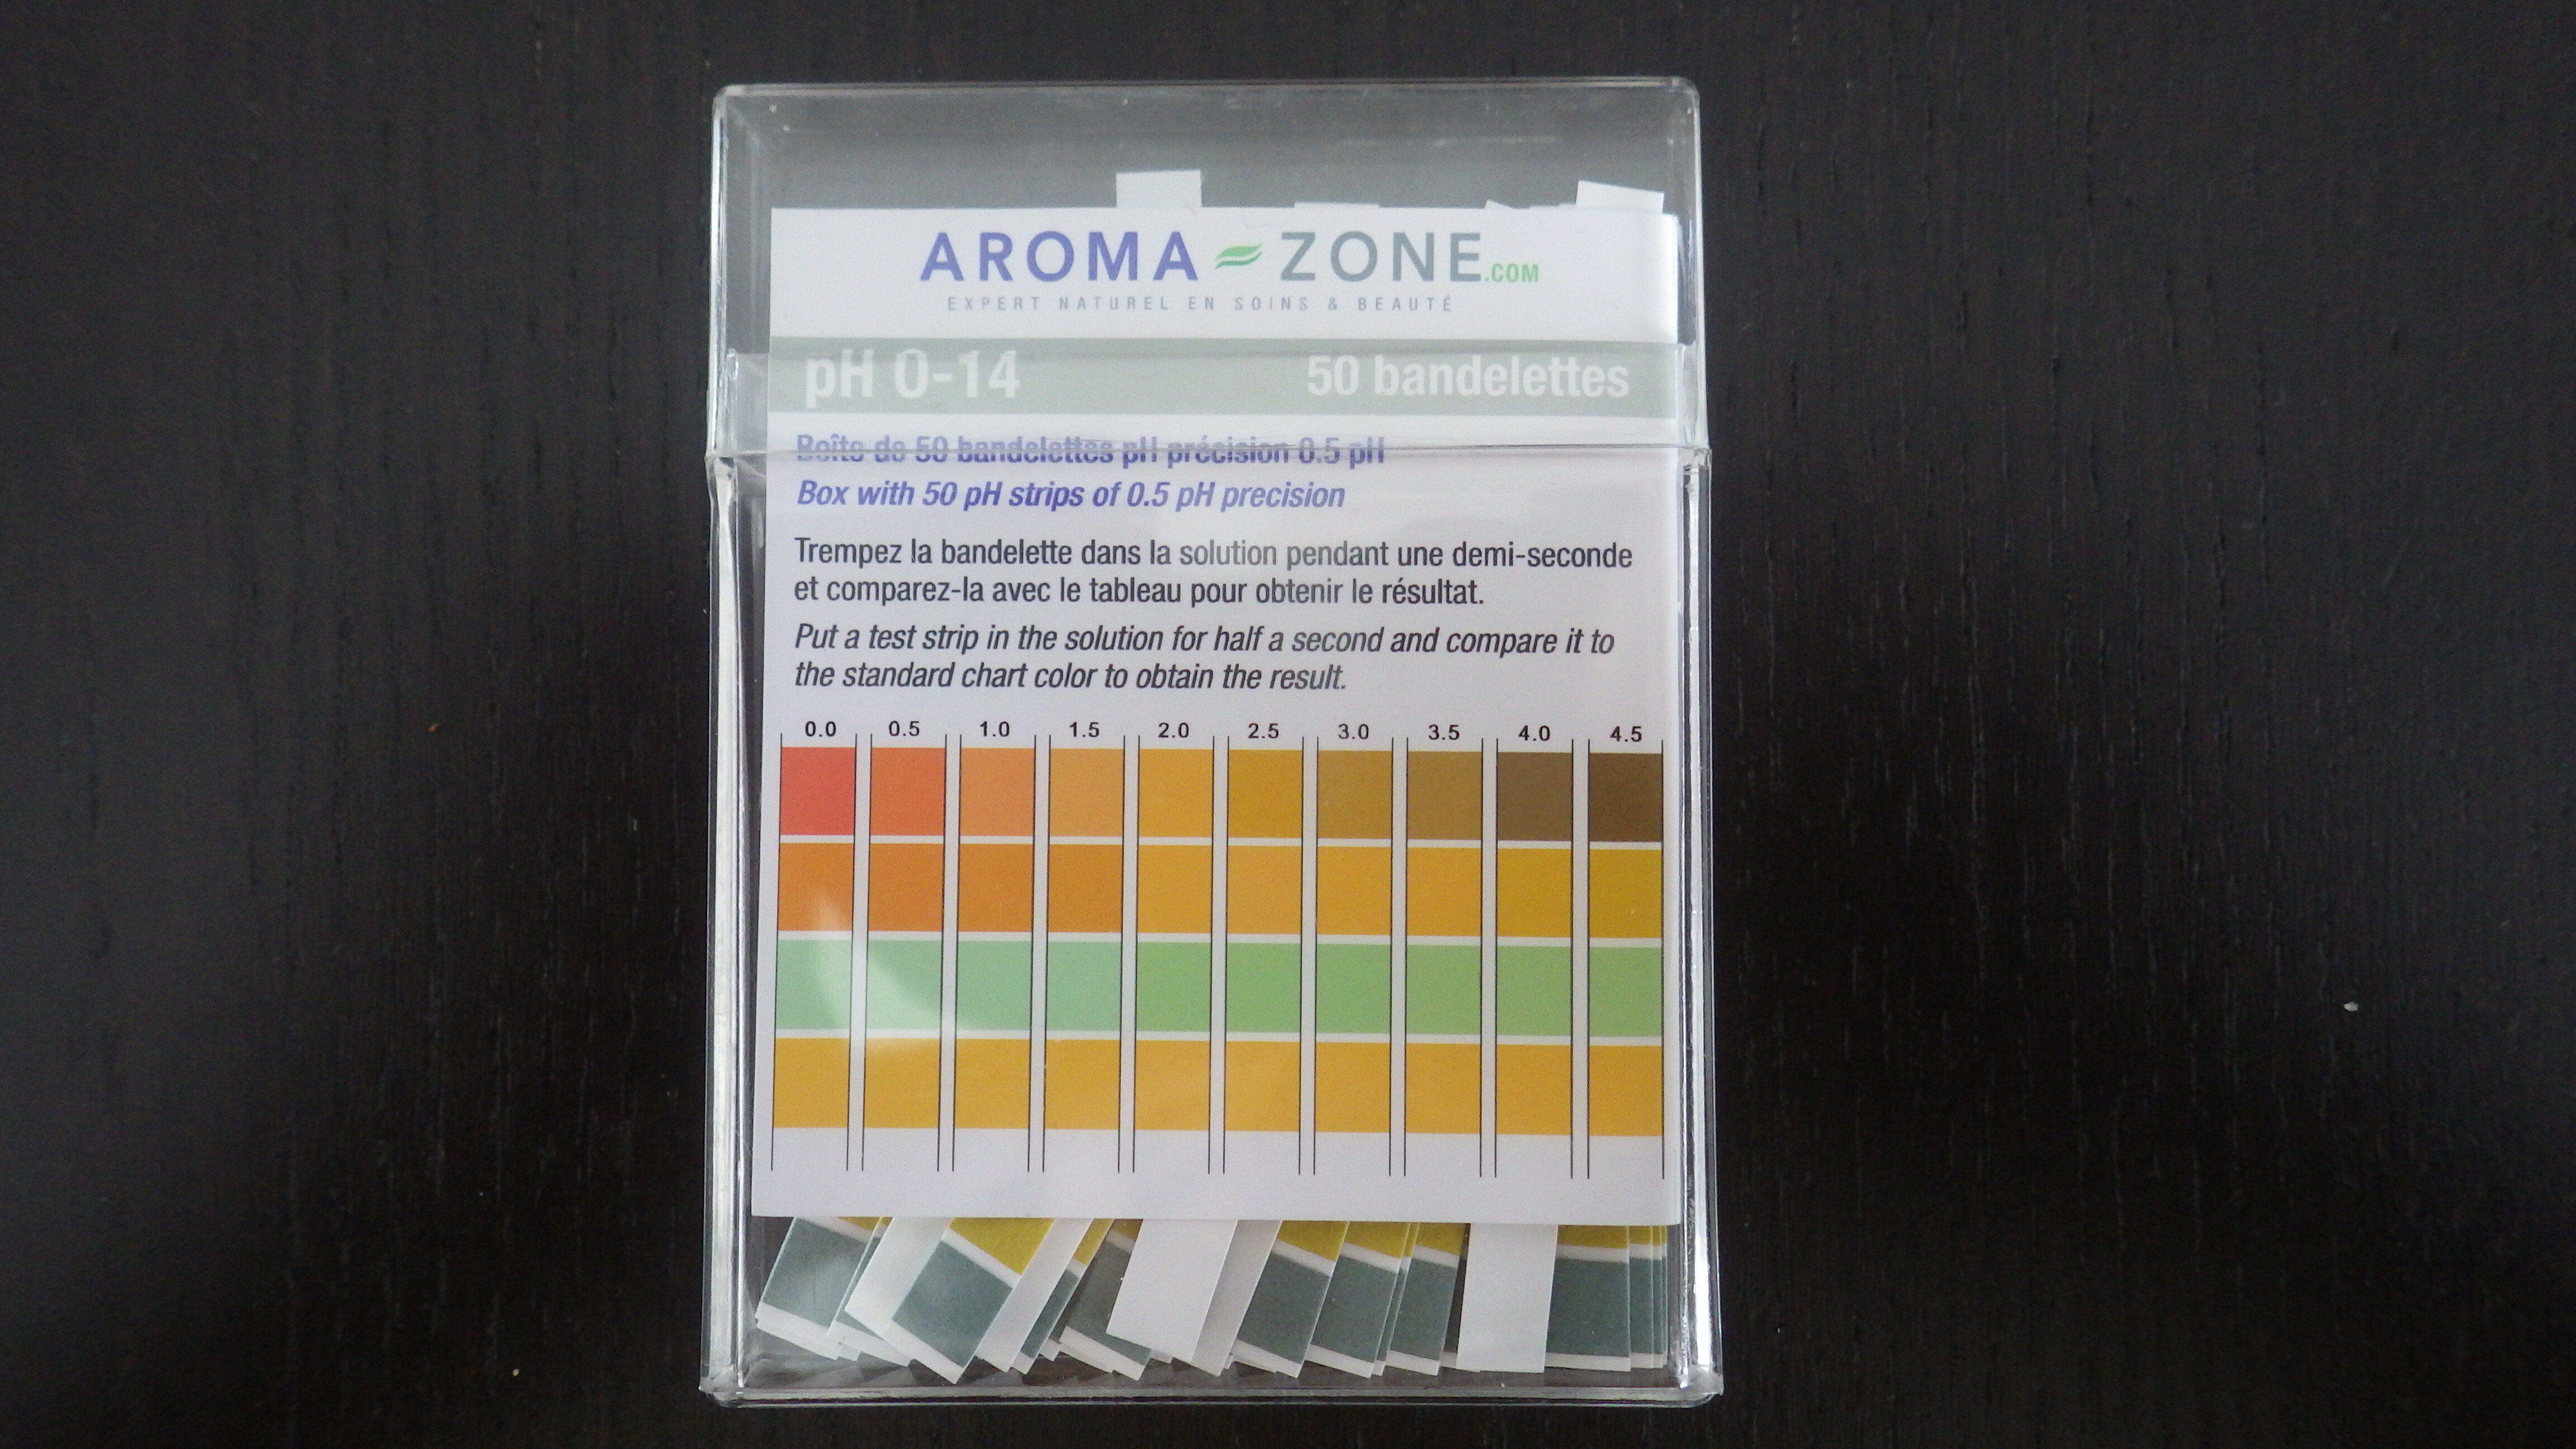 AROMA ZONE.COM
EXPERT NATUREL EN SOINS & BEAUTÉ
pH 0-14 50 bandelettes
Boîte de 50 bandelettes pH précision 0.5 pH
Box with 50 pH strips of 0.5 pH precision
Trempez la bandelette dans la solution pendant une demi-seconde
et comparez-la avec le tableau pour obtenir le résultat.
Put a test strip in the solution for half a second and compare it to
the standard chart color to obtain the result.
0.0 0.5 1.0 1.5 2.0 2.5 3.0 3.5 4.0 4.5